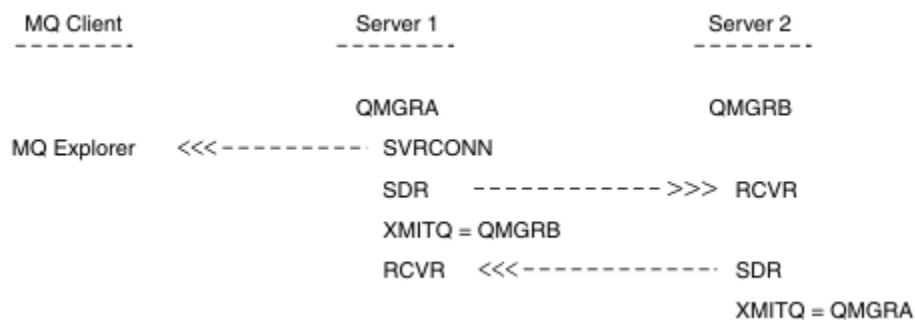 MQ Client Server 1 Server 2
QMGRA QMGRB
MQ Explorer <<<---------- SVRCONN
SDR ------------->>> RCVR
XMITQ = QMGRB
RCVR <<<-------------- SDR
XMITQ = QMGRA